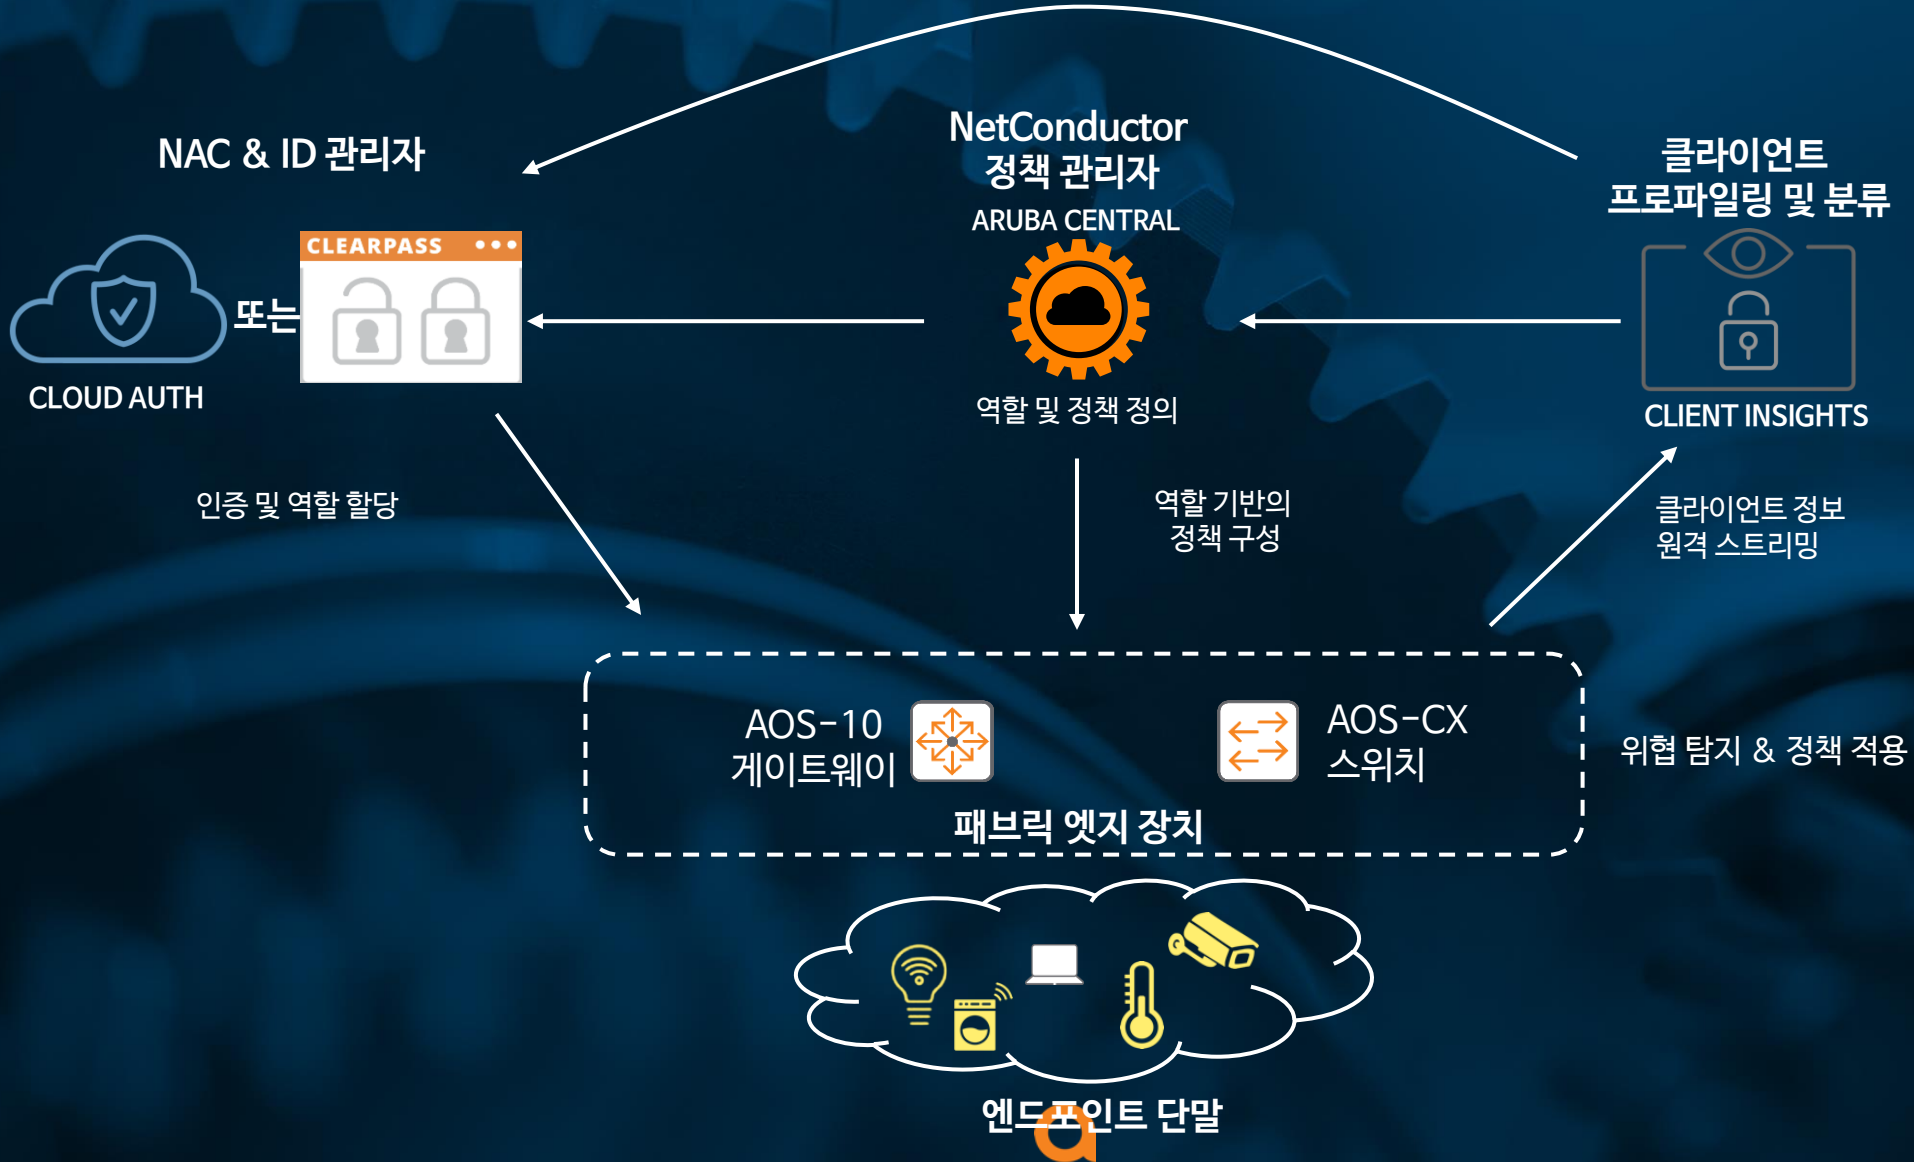 NAC & ID 관리자
CLOUD AUTH
또는
CLEARPASS
NetConductor
정책 관리자
ARUBA CENTRAL
역할 및 정책 정의
클라이언트
프로파일링 및 분류
CLIENT INSIGHTS
인증 및 역할 할당
역할 기반의
정책 구성
클라이언트 정보
원격 스트리밍
AOS-10
게이트웨이
AOS-CX
스위치
패브릭 엣지 장치
위협 탐지 & 정책 적용
엔드포인트 단말